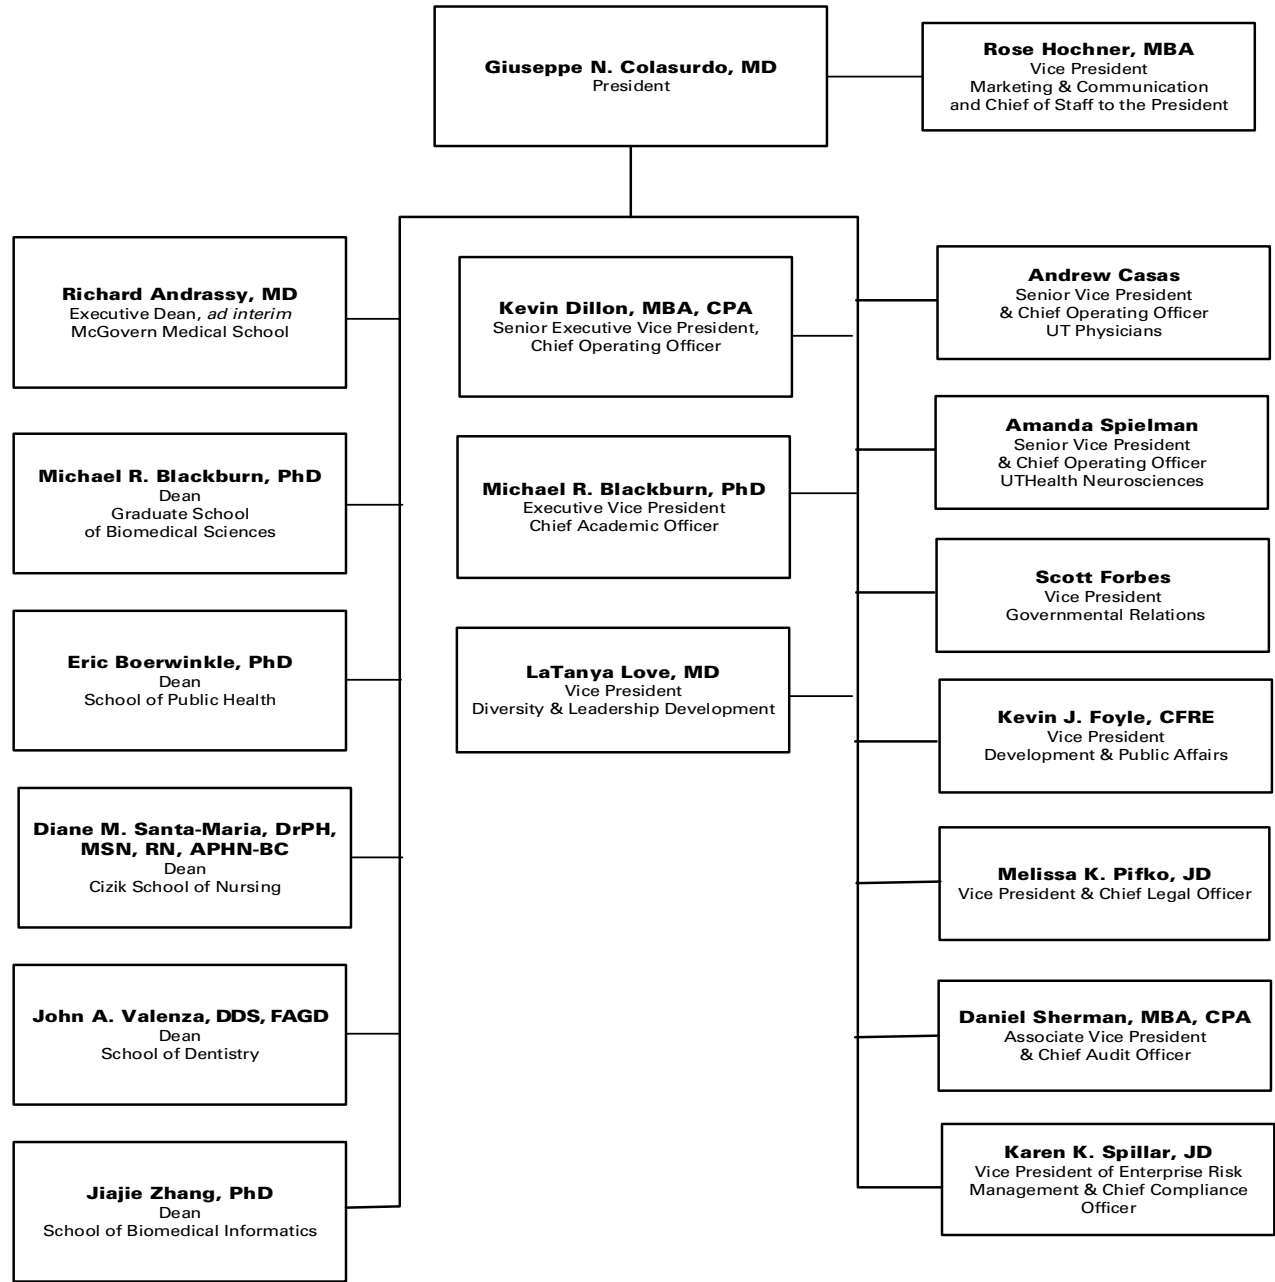 Giuseppe N. Colasurdo, MD
President
Rose Hochner, MBA
Vice President
Marketing & Communication
and Chief of Staff to the President
Richard Andrassy, MD
Executive Dean, ad interim
McGovern Medical School
Michael R. Blackburn, PhD
Dean
Graduate School
of Biomedical Sciences
Eric Boerwinkle, PhD
Dean
School of Public Health
Diane M. Santa-Maria, DrPH,
MSN, RN, APHN-BC
Dean
Cizik School of Nursing
John A. Valenza, DDS, FAGD
Dean
School of Dentistry
Jiajie Zhang, PhD
Dean
School of Biomedical Informatics
Kevin Dillon, MBA, CPA
Senior Executive Vice President,
Chief Operating Officer
Michael R. Blackburn, PhD
Executive Vice President
Chief Academic Officer
LaTanya Love, MD
Vice President
Diversity & Leadership Development
Andrew Casas
Senior Vice President
& Chief Operating Officer
UT Physicians
Amanda Spielman
Senior Vice President
& Chief Operating Officer
UTHealth Neurosciences
Scott Forbes
Vice President
Governmental Relations
Kevin J. Foyle, CFRE
Vice President
Development & Public Affairs
Melissa K. Pifko, JD
Vice President & Chief Legal Officer
Daniel Sherman, MBA, CPA
Associate Vice President
& Chief Audit Officer
Karen K. Spillar, JD
Vice President of Enterprise Risk
Management & Chief Compliance
Officer